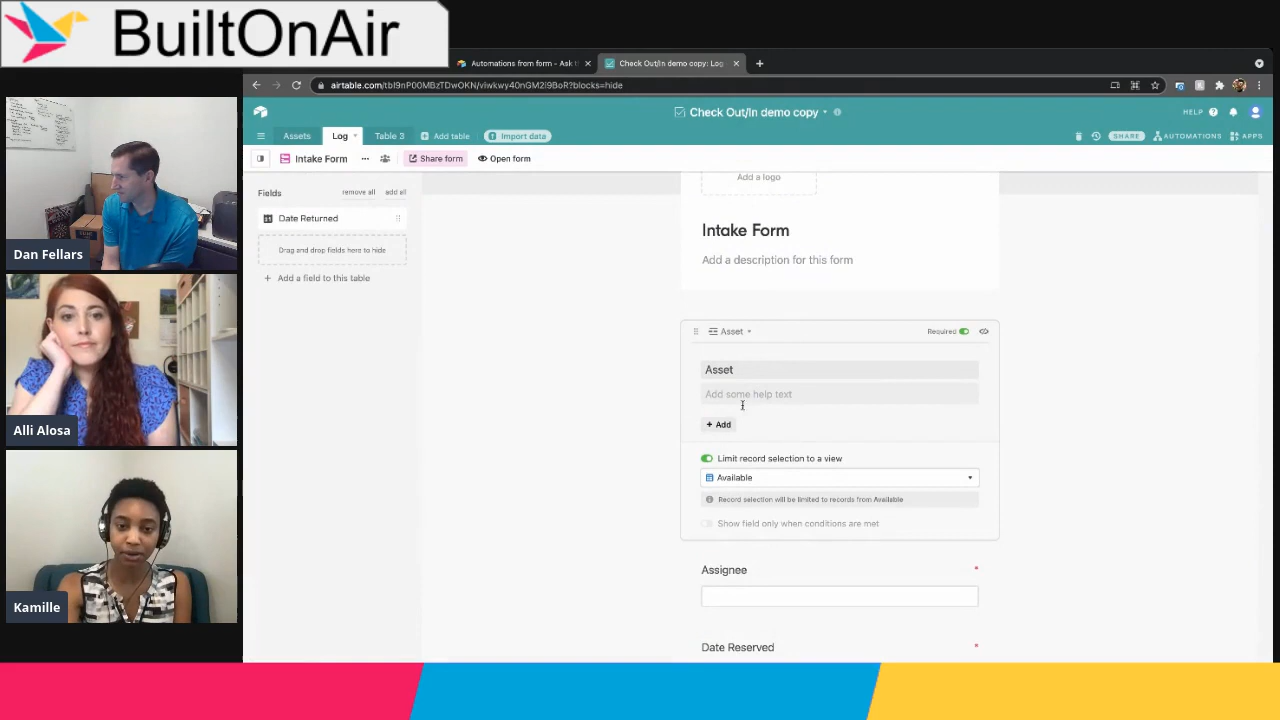 BuiltOnAir
Automations from form - Ask t
Check Out/In demo copy: Log
airtable.com/tbl9nP00MBzTDwOKN/viwkwy40nGM2i9BoR?blocks=hide
Check Out/In demo copy
HELP
Assets
Log
Table 3
Add table
Import data
SHARE
AUTOMATIONS
APPS
Intake Form
Share form
Open form
Fields
remove all
add all
Date Returned
Drag and drop fields here to hide
Add a field to this table
Add a logo
Intake Form
Add a description for this form
Asset
Required
Asset
Add some help text
+ Add
Limit record selection to a view
Available
Record selection will be limited to records from Available
Show field only when conditions are met
Assignee *
Date Reserved *
Dan Fellars
Alli Alosa
Kamille